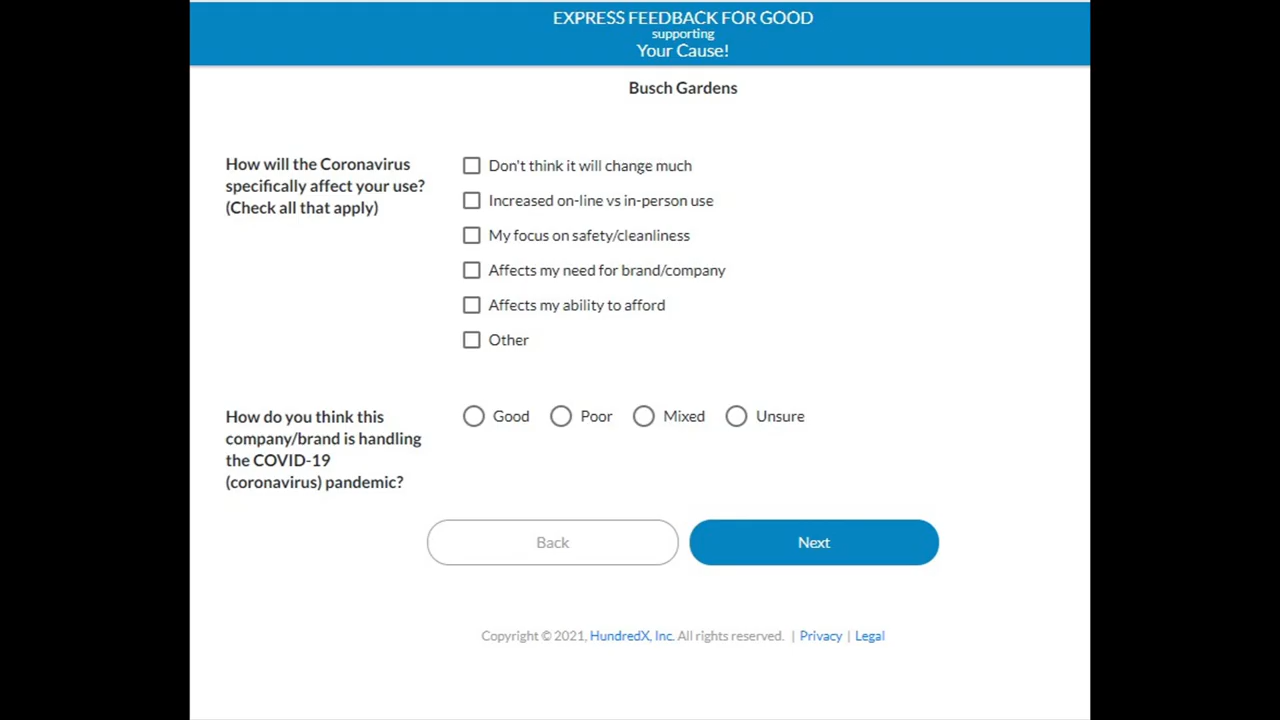 EXPRESS FEEDBACK FOR GOOD
supporting
Your Cause!
Busch Gardens
How will the Coronavirus
specifically affect your use?
(Check all that apply)
Don't think it will change much
Increased on-line vs in-person use
My focus on safety/cleanliness
Affects my need for brand/company
Affects my ability to afford
Other
How do you think this
company/brand is handling
the COVID-19
(coronavirus) pandemic?
Good Poor Mixed Unsure
Back Next
Copyright © 2021, HundredX, Inc. All rights reserved. | Privacy | Legal